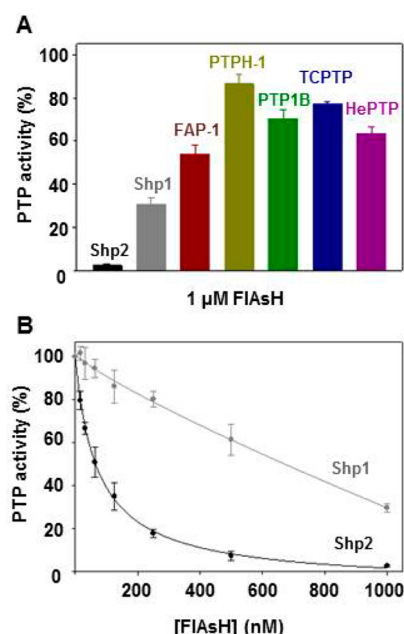 A
PTP activity (%)
100
80
60
40
20
0
Shp2
Shp1
FAP-1
PTPH-1
PTP1B
TCPTP
HePTP
1 µM FlAsH
B
PTP activity (%)
100
80
60
40
20
0
Shp1
Shp2
0 200 400 600 800 1000
[FlAsH] (nM)